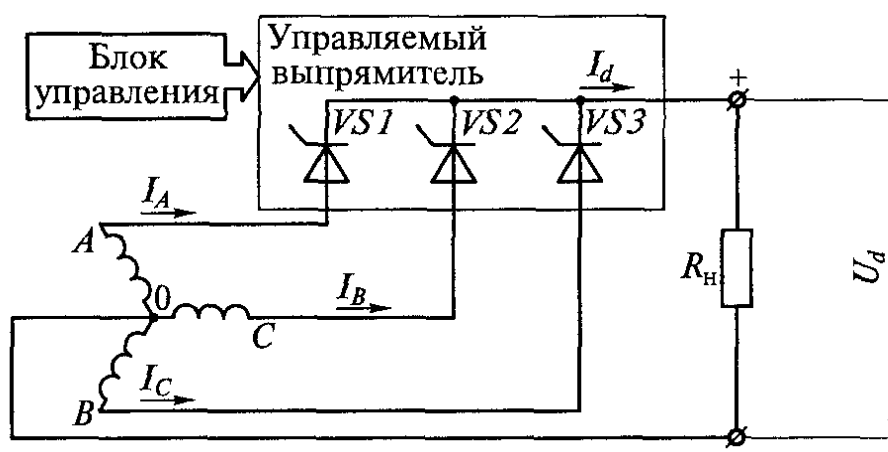 Блок
управления
Управляемый
выпрямитель
I_d
+
VS1
VS2
VS3
I_A
A
0
I_B
C
I_C
B
R_н
U_d